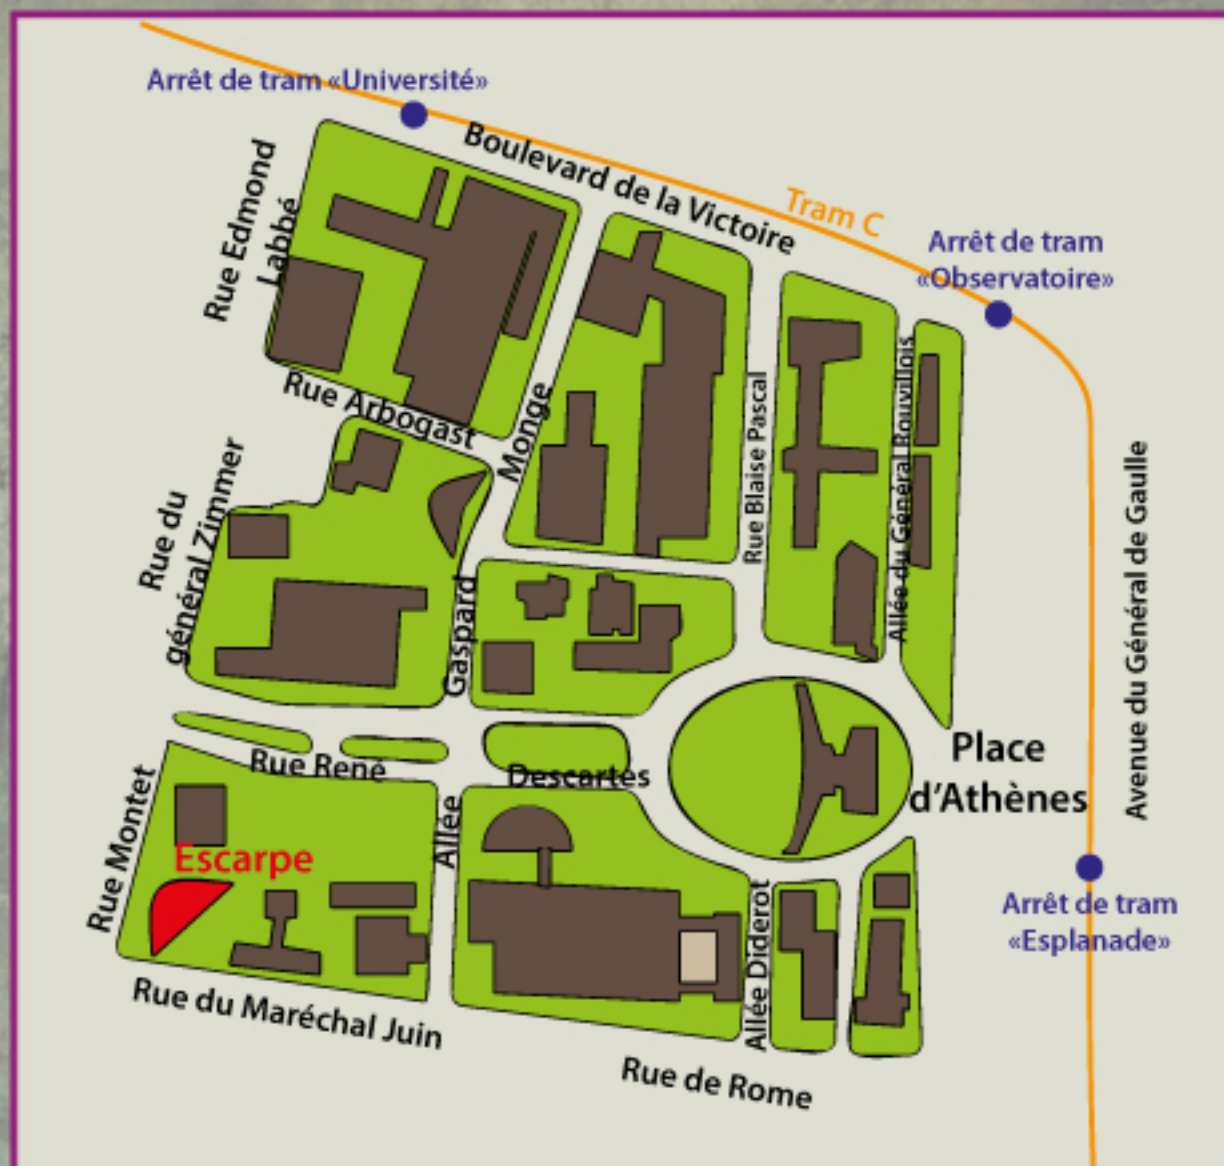 Arrêt de tram «Université»
Boulevard de la Victoire
Tram C
Arrêt de tram
«Observatoire»
Rue Edmond
Labbé
Rue Arbogast
Monge
Rue Blaise Pascal
Allée du Général Rouvillois
Avenue du Général de Gaulle
Rue du
général Zimmer
Gaspard
Place
d'Athènes
Rue René
Descartes
Rue Montet
Escarpe
Allée
Allée Diderot
Arrêt de tram
«Esplanade»
Rue du Maréchal Juin
Rue de Rome